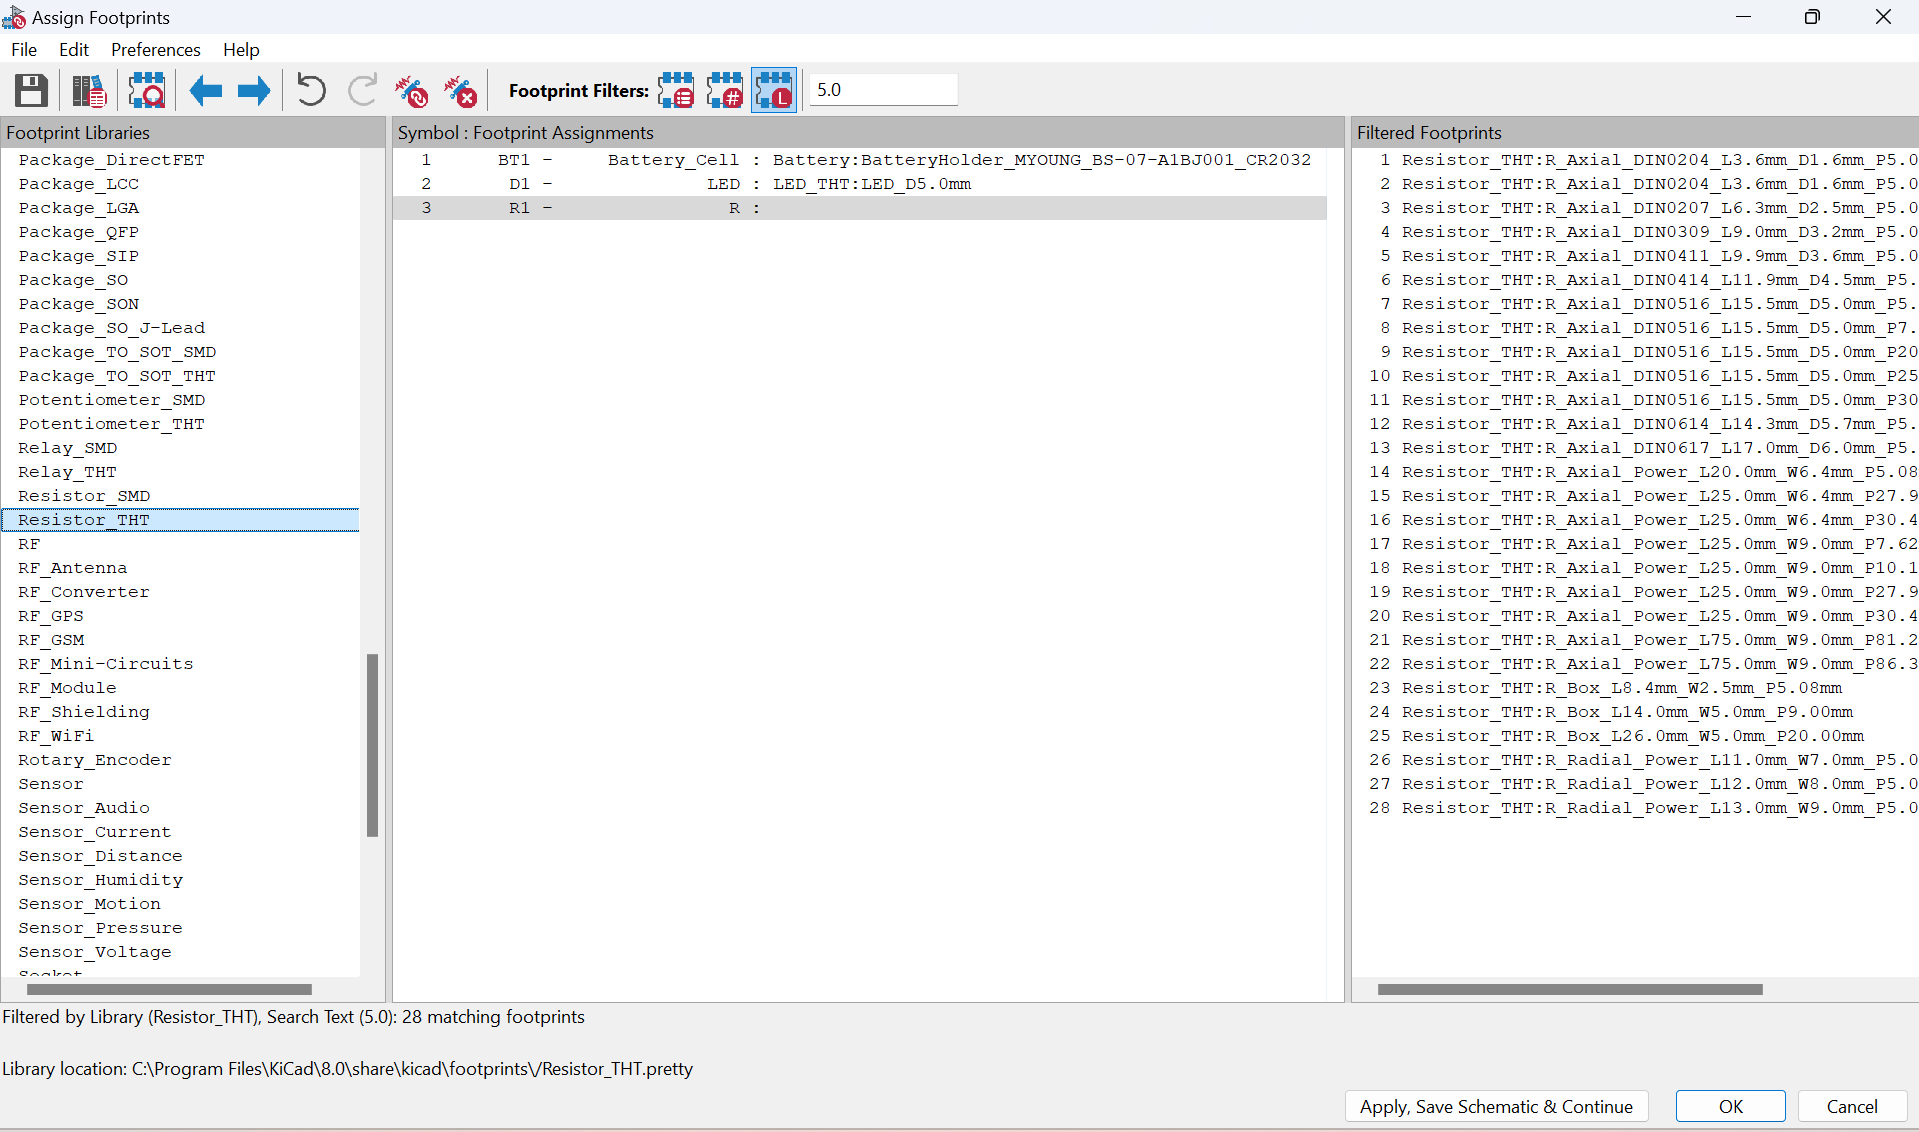 Assign Footprints
File Edit Preferences Help
Footprint Filters: 5.0
Footprint Libraries
Package_DirectFET
Package_LCC
Package_LGA
Package_QFP
Package_SIP
Package_SO
Package_SON
Package_SO_J-Lead
Package_TO_SOT_SMD
Package_TO_SOT_THT
Potentiometer_SMD
Potentiometer_THT
Relay_SMD
Relay_THT
Resistor_SMD
Resistor_THT
RF
RF_Antenna
RF_Converter
RF_GPS
RF_GSM
RF_Mini-Circuits
RF_Module
RF_Shielding
RF_WiFi
Rotary_Encoder
Sensor
Sensor_Audio
Sensor_Current
Sensor_Distance
Sensor_Humidity
Sensor_Motion
Sensor_Pressure
Sensor_Voltage
Socket
Symbol : Footprint Assignments
1 BT1 - Battery_Cell : Battery:BatteryHolder_MYOUNG_BS-07-A1BJ001_CR2032
2 D1 - LED : LED_THT:LED_D5.0mm
3 R1 - R :
Filtered Footprints
1 Resistor_THT:R_Axial_DIN0204_L3.6mm_D1.6mm_P5.0
2 Resistor_THT:R_Axial_DIN0204_L3.6mm_D1.6mm_P5.0
3 Resistor_THT:R_Axial_DIN0207_L6.3mm_D2.5mm_P5.0
4 Resistor_THT:R_Axial_DIN0309_L9.0mm_D3.2mm_P5.0
5 Resistor_THT:R_Axial_DIN0411_L9.9mm_D3.6mm_P5.0
6 Resistor_THT:R_Axial_DIN0414_L11.9mm_D4.5mm_P5.
7 Resistor_THT:R_Axial_DIN0516_L15.5mm_D5.0mm_P5.
8 Resistor_THT:R_Axial_DIN0516_L15.5mm_D5.0mm_P7.
9 Resistor_THT:R_Axial_DIN0516_L15.5mm_D5.0mm_P20
10 Resistor_THT:R_Axial_DIN0516_L15.5mm_D5.0mm_P25
11 Resistor_THT:R_Axial_DIN0516_L15.5mm_D5.0mm_P30
12 Resistor_THT:R_Axial_DIN0614_L14.3mm_D5.7mm_P5.
13 Resistor_THT:R_Axial_DIN0617_L17.0mm_D6.0mm_P5.
14 Resistor_THT:R_Axial_Power_L20.0mm_W6.4mm_P5.08
15 Resistor_THT:R_Axial_Power_L25.0mm_W6.4mm_P27.9
16 Resistor_THT:R_Axial_Power_L25.0mm_W6.4mm_P30.4
17 Resistor_THT:R_Axial_Power_L25.0mm_W9.0mm_P7.62
18 Resistor_THT:R_Axial_Power_L25.0mm_W9.0mm_P10.1
19 Resistor_THT:R_Axial_Power_L25.0mm_W9.0mm_P27.9
20 Resistor_THT:R_Axial_Power_L25.0mm_W9.0mm_P30.4
21 Resistor_THT:R_Axial_Power_L75.0mm_W9.0mm_P81.2
22 Resistor_THT:R_Axial_Power_L75.0mm_W9.0mm_P86.3
23 Resistor_THT:R_Box_L8.4mm_W2.5mm_P5.08mm
24 Resistor_THT:R_Box_L14.0mm_W5.0mm_P9.00mm
25 Resistor_THT:R_Box_L26.0mm_W5.0mm_P20.00mm
26 Resistor_THT:R_Radial_Power_L11.0mm_W7.0mm_P5.0
27 Resistor_THT:R_Radial_Power_L12.0mm_W8.0mm_P5.0
28 Resistor_THT:R_Radial_Power_L13.0mm_W9.0mm_P5.0
Filtered by Library (Resistor_THT), Search Text (5.0): 28 matching footprints
Library location: C:\Program Files\KiCad\8.0\share\kicad\footprints\/Resistor_THT.pretty
Apply, Save Schematic & Continue OK Cancel